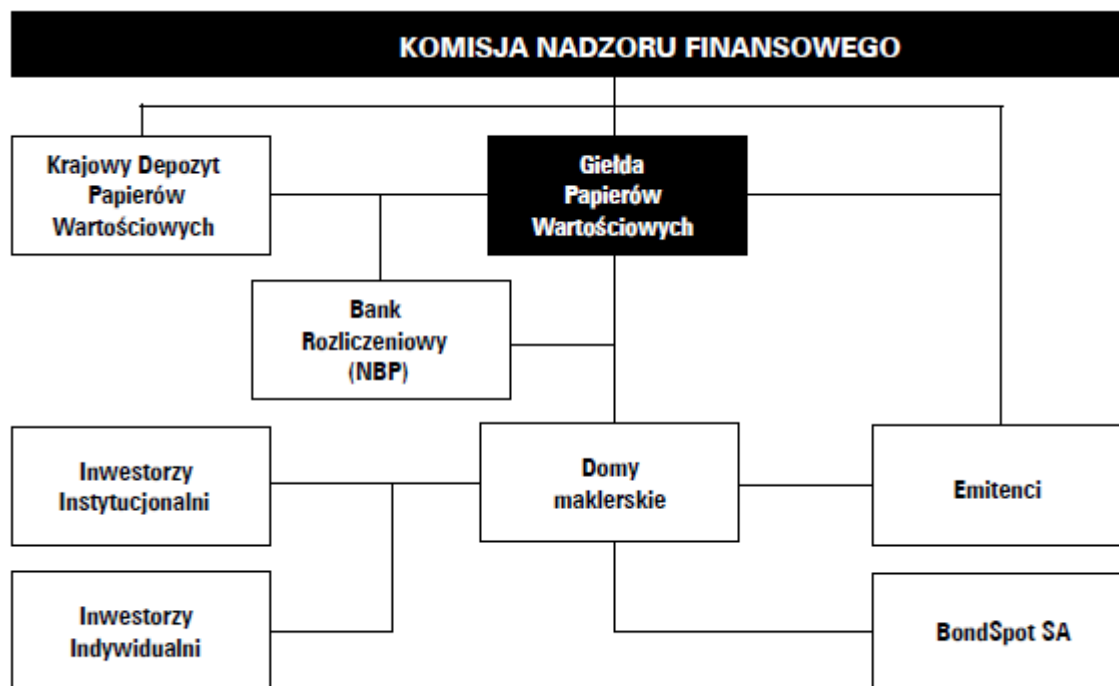 KOMISJA NADZORU FINANSOWEGO
Krajowy Depozyt
Papierów
Wartościowych
Giełda
Papierów
Wartościowych
Bank
Rozliczeniowy
(NBP)
Inwestorzy
Instytucjonalni
Domy
maklerskie
Emitenci
Inwestorzy
Indywidualni
BondSpot SA